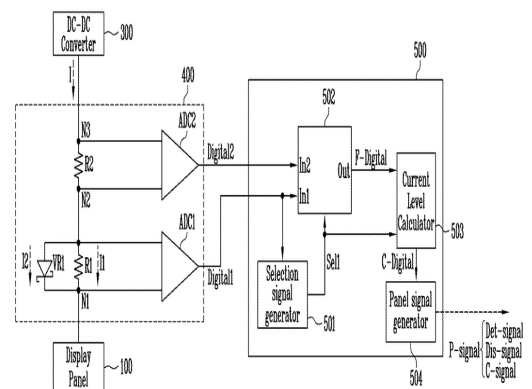 DC-DC
Converter
300
I
400
500
N3
ADC2
502
R2
Digital2
In2
Out
F-Digital
N2
In1
Current
Level
Calculator
503
I2
VR1
R1
I1
ADC1
Digital1
Sel1
C-Digital
N1
Selection
signal
generator
501
Panel signal
generator
504
Display
Panel
100
P-signal
Det-signal
Dis-signal
C-signal